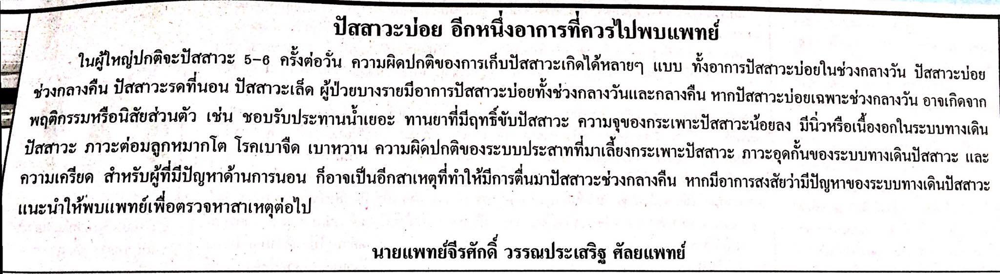 ปัสสาวะบ่อย อีกหนึ่งอาการที่ควรไปพบแพทย์
ในผู้ใหญ่ปกติจะปัสสาวะ 5-6 ครั้งต่อวัน ความผิดปกติของการเก็บปัสสาวะเกิดได้หลายๆ แบบ ทั้งอาการปัสสาวะบ่อยในช่วงกลางวัน ปัสสาวะบ่อย
ช่วงกลางคืน ปัสสาวะรดที่นอน ปัสสาวะเล็ด ผู้ป่วยบางรายมีอาการปัสสาวะบ่อยทั้งช่วงกลางวันและกลางคืน หากปัสสาวะบ่อยเฉพาะช่วงกลางวัน อาจเกิดจาก
พฤติกรรมหรือนิสัยส่วนตัว เช่น ชอบรับประทานน้ำเยอะ ทานยาที่มีฤทธิ์ขับปัสสาวะ ความจุของกระเพาะปัสสาวะน้อยลง มีนิ่วหรือเนื้องอกในระบบทางเดิน
ปัสสาวะ ภาวะต่อมลูกหมากโต โรคเบาจืด เบาหวาน ความผิดปกติของระบบประสาทที่มาเลี้ยงกระเพาะปัสสาวะ ภาวะอุดกั้นของระบบทางเดินปัสสาวะ และ
ความเครียด สำหรับผู้ที่มีปัญหาด้านการนอน ก็อาจเป็นอีกสาเหตุที่ทำให้มีการตื่นมาปัสสาวะช่วงกลางคืน หากมีอาการสงสัยว่ามีปัญหาของระบบทางเดินปัสสาวะ
แนะนำให้พบแพทย์เพื่อตรวจหาสาเหตุต่อไป
นายแพทย์จีรศักดิ์ วรรณประเสริฐ ศัลยแพทย์